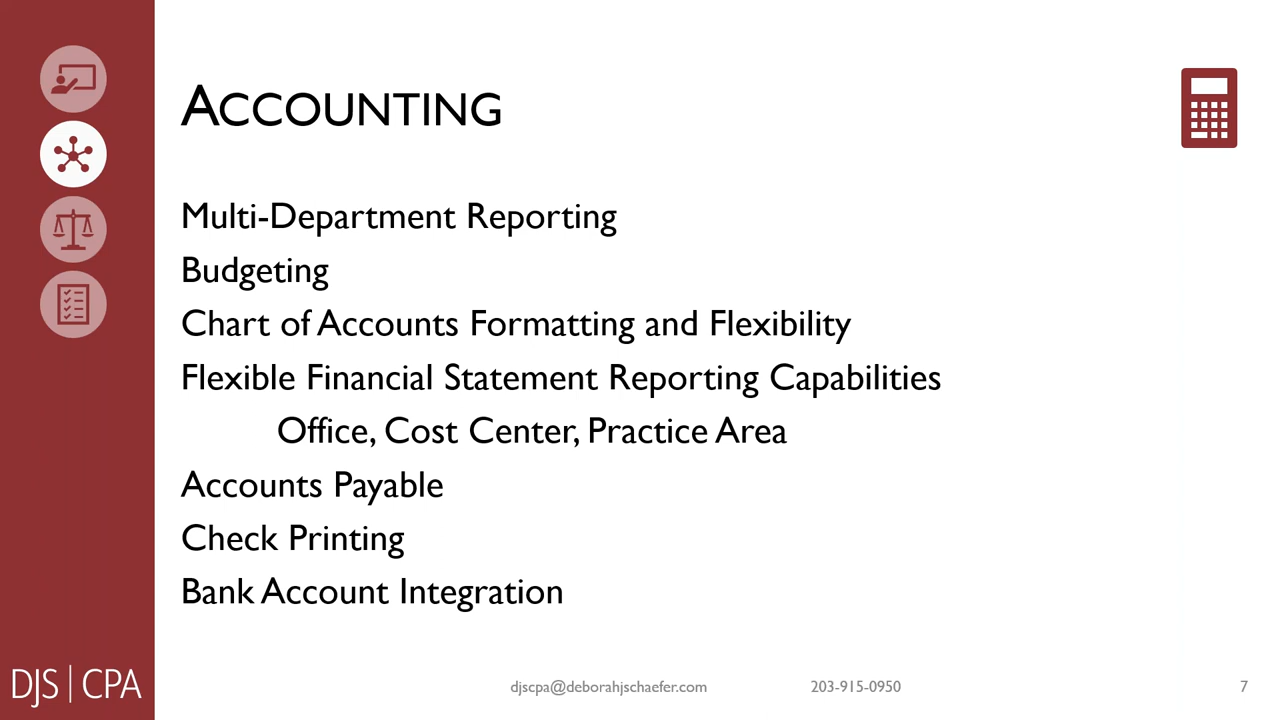 ACCOUNTING
Multi-Department Reporting
Budgeting
Chart of Accounts Formatting and Flexibility
Flexible Financial Statement Reporting Capabilities
Office, Cost Center, Practice Area
Accounts Payable
Check Printing
Bank Account Integration
DJS | CPA
djscpa@deborahjschaefer.com
203-915-0950
7